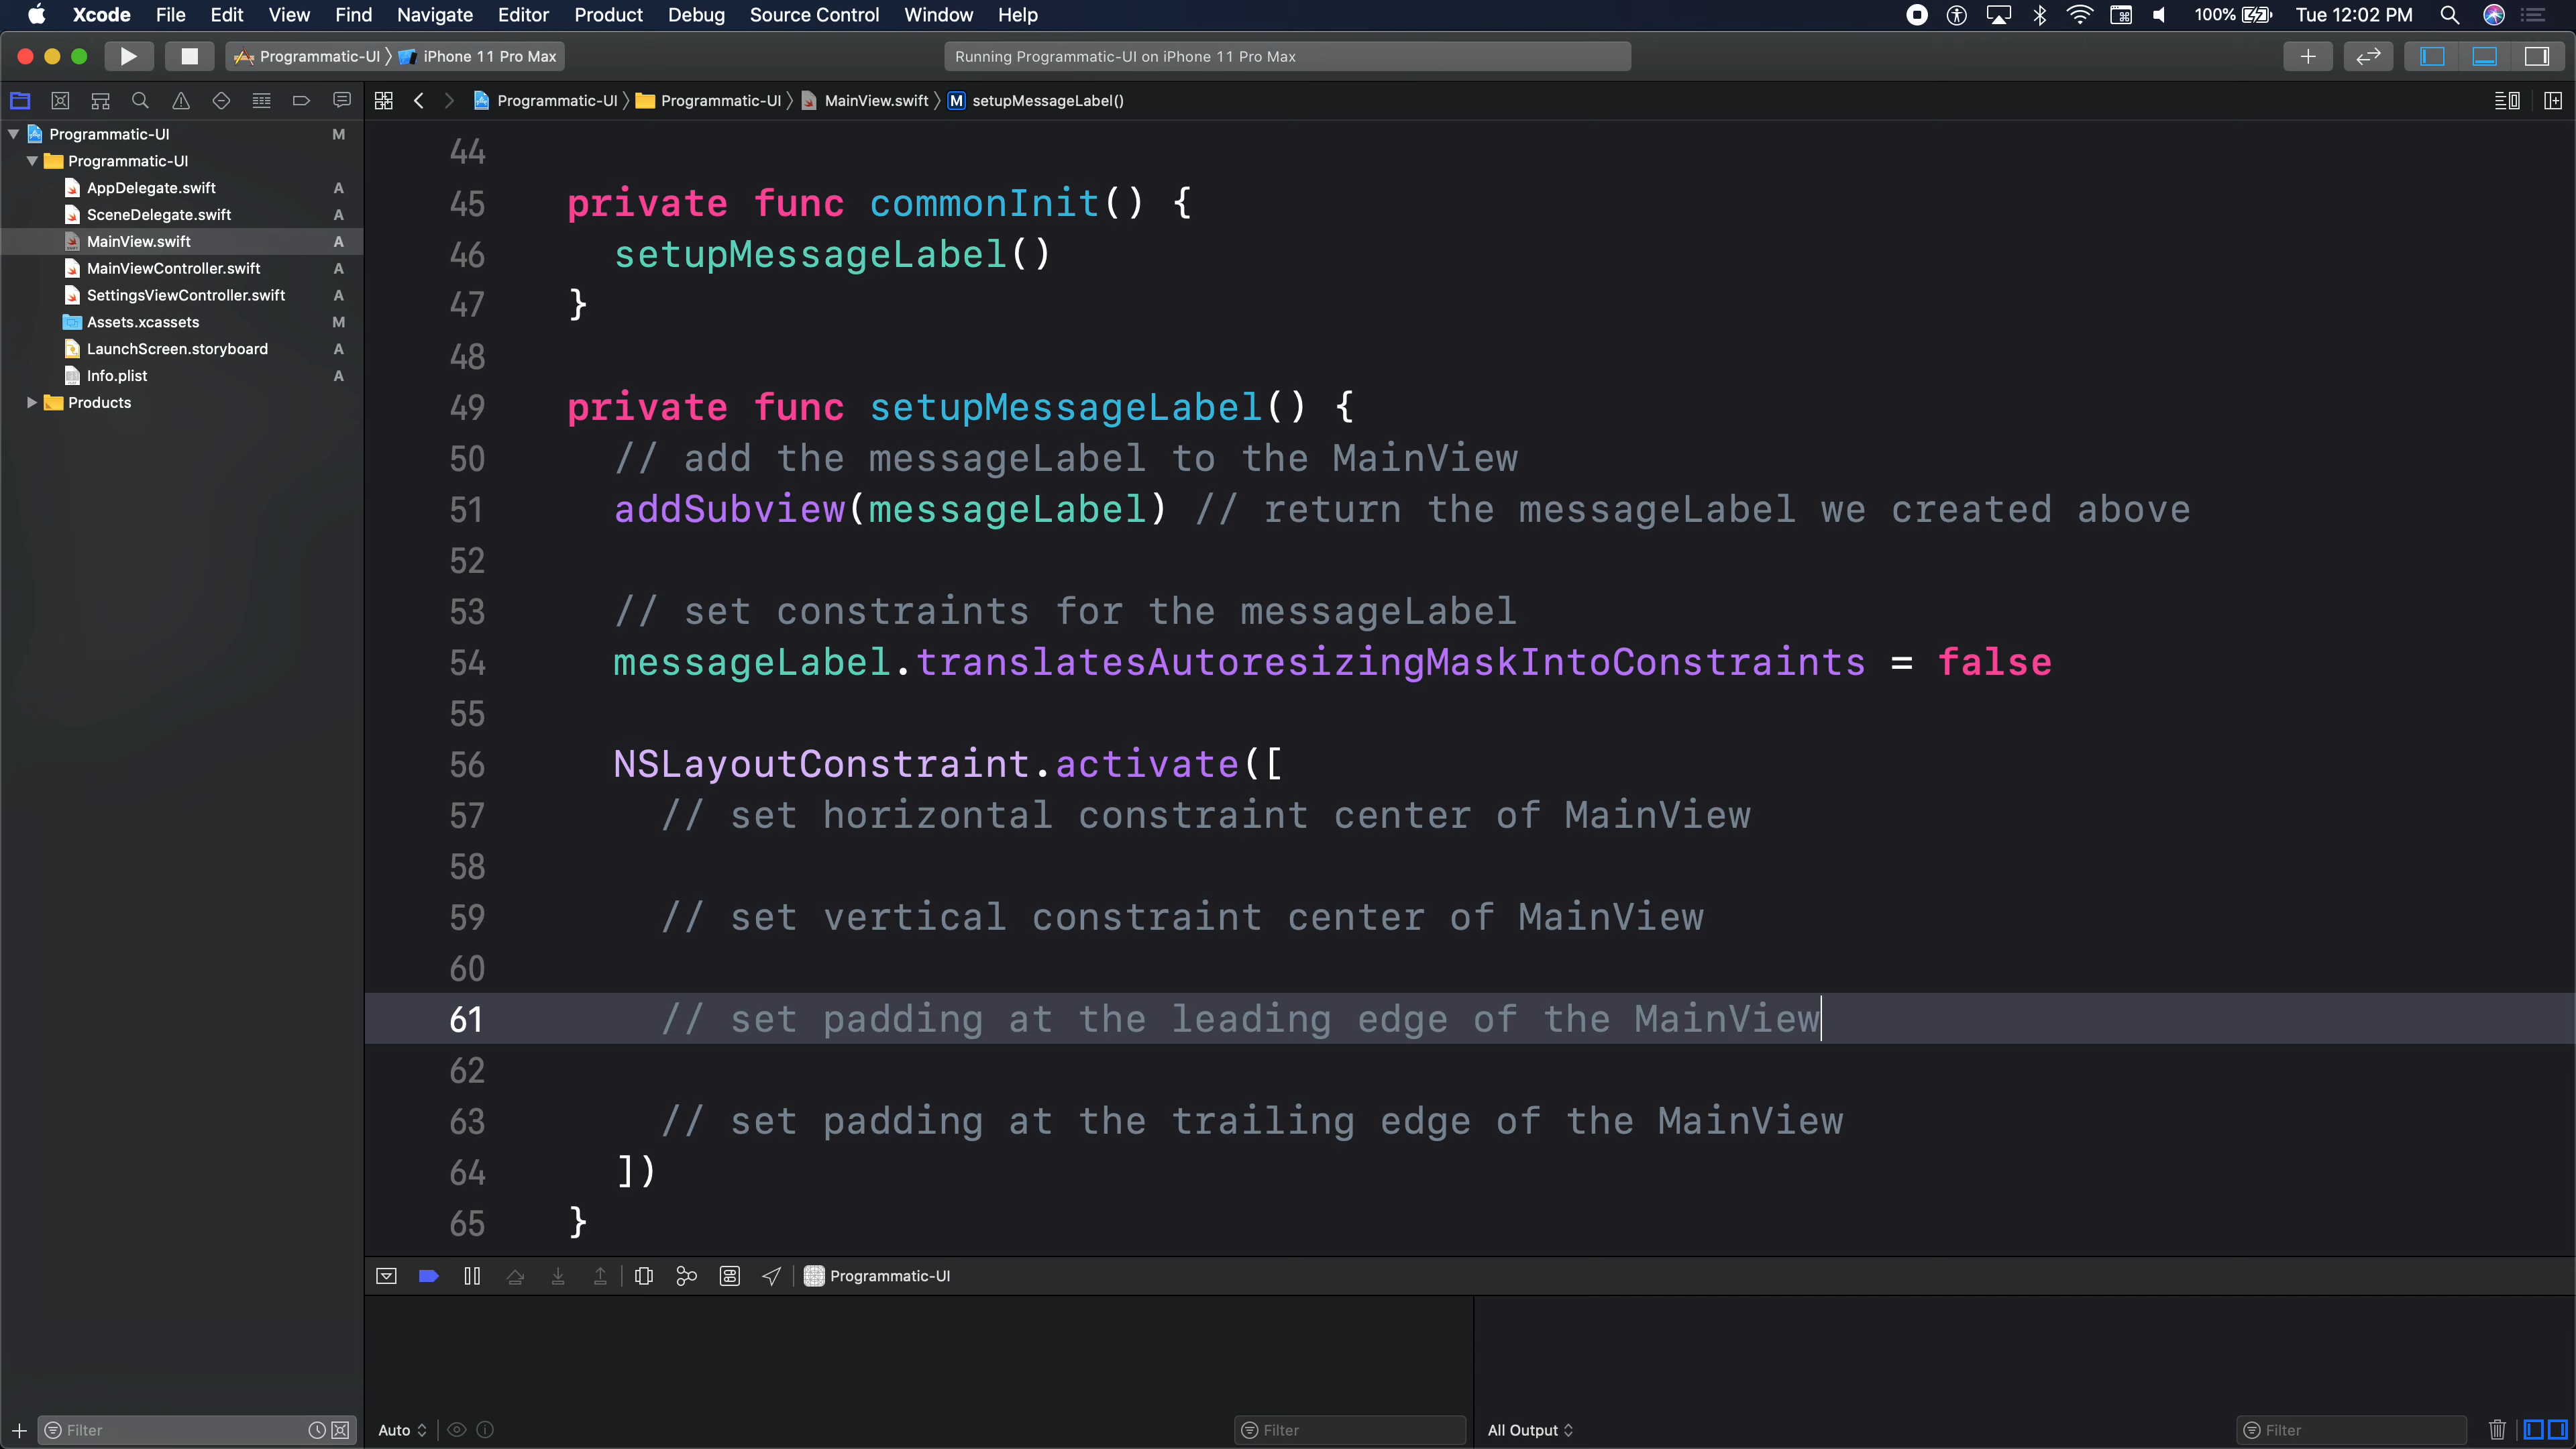 Xcode File Edit View Find Navigate Editor Product Debug Source Control Window Help 100% Tue 12:02 PM
Programmatic-UI iPhone 11 Pro Max Running Programmatic-UI on iPhone 11 Pro Max
Programmatic-UI Programmatic-UI MainView.swift M setupMessageLabel()
Programmatic-UI M
Programmatic-UI
AppDelegate.swift A
SceneDelegate.swift A
MainView.swift A
MainViewController.swift A
SettingsViewController.swift A
Assets.xcassets M
LaunchScreen.storyboard A
Info.plist A
Products
44
45 private func commonInit() {
46 setupMessageLabel()
47 }
48
49 private func setupMessageLabel() {
50 // add the messageLabel to the MainView
51 addSubview(messageLabel) // return the messageLabel we created above
52
53 // set constraints for the messageLabel
54 messageLabel.translatesAutoresizingMaskIntoConstraints = false
55
56 NSLayoutConstraint.activate([
57 // set horizontal constraint center of MainView
58
59 // set vertical constraint center of MainView
60
61 // set padding at the leading edge of the MainView
62
63 // set padding at the trailing edge of the MainView
64 ])
65 }
Programmatic-UI
Filter Auto Filter All Output Filter